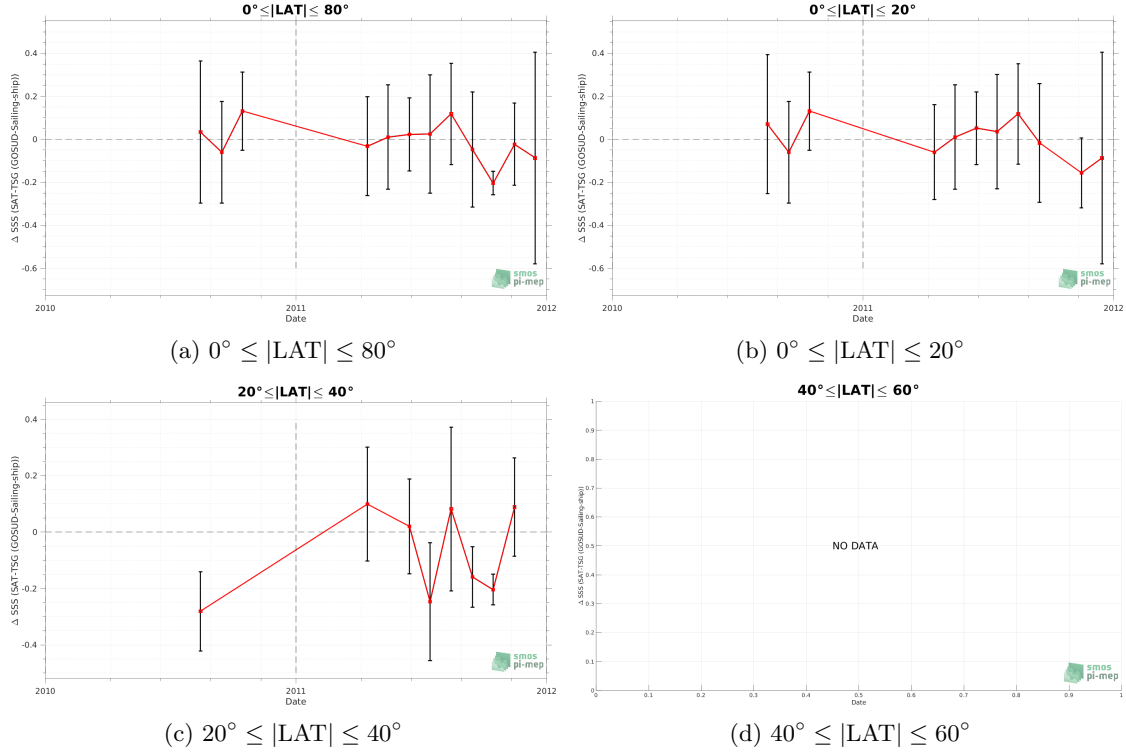 0°≤|LAT|≤ 80°
Δ SSS (SAT-TSG (GOSUD-Sailing-ship))
0.4
0.2
0
-0.2
-0.4
-0.6
2010
2011
2012
Date
smos
pi-mep
(a) 0° ≤ |LAT| ≤ 80°
0°≤|LAT|≤ 20°
Δ SSS (SAT-TSG (GOSUD-Sailing-ship))
0.4
0.2
0
-0.2
-0.4
-0.6
2010
2011
2012
Date
smos
pi-mep
(b) 0° ≤ |LAT| ≤ 20°
20°≤|LAT|≤ 40°
Δ SSS (SAT-TSG (GOSUD-Sailing-ship))
0.4
0.2
0
-0.2
-0.4
2010
2011
2012
Date
smos
pi-mep
(c) 20° ≤ |LAT| ≤ 40°
40°≤|LAT|≤ 60°
Δ SSS (SAT-TSG (GOSUD-Sailing-ship))
1
0.9
0.8
0.7
0.6
0.5
0.4
0.3
0.2
0.1
0
NO DATA
0 0.1 0.2 0.3 0.4 0.5 0.6 0.7 0.8 0.9 1
Date
smos
pi-mep
(d) 40° ≤ |LAT| ≤ 60°